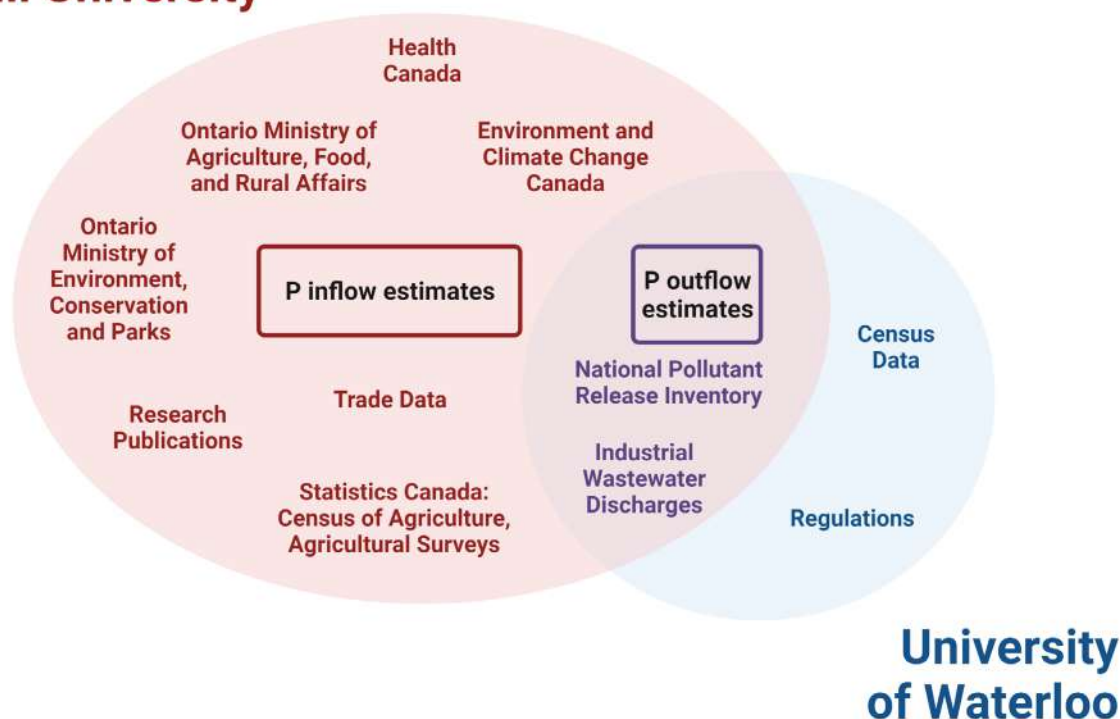 University
Health
Canada
Ontario Ministry of
Agriculture, Food,
and Rural Affairs
Environment and
Climate Change
Canada
Ontario
Ministry of
Environment,
Conservation
and Parks
P inflow estimates
P outflow
estimates
National Pollutant
Release Inventory
Census
Data
Trade Data
Research
Publications
Industrial
Wastewater
Discharges
Statistics Canada:
Census of Agriculture,
Agricultural Surveys
Regulations
University
of Waterloo